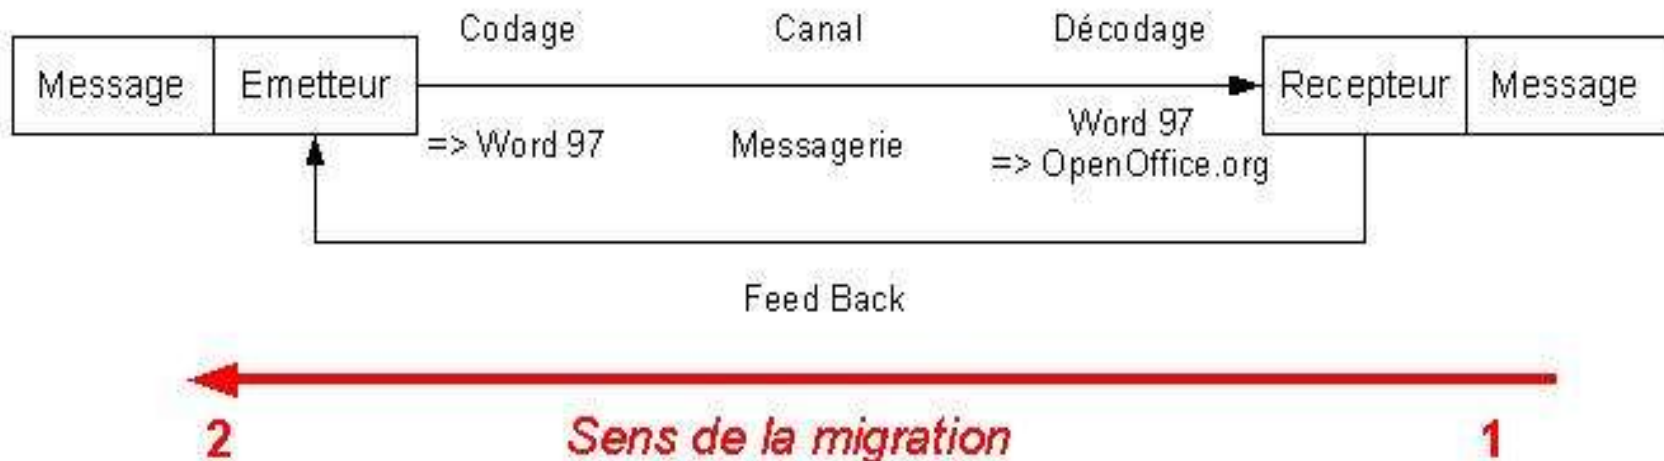 Codage Canal Décodage
Message Emetteur Recepteur Message
=> Word 97 Messagerie Word 97
=> OpenOffice.org
Feed Back
2 Sens de la migration 1